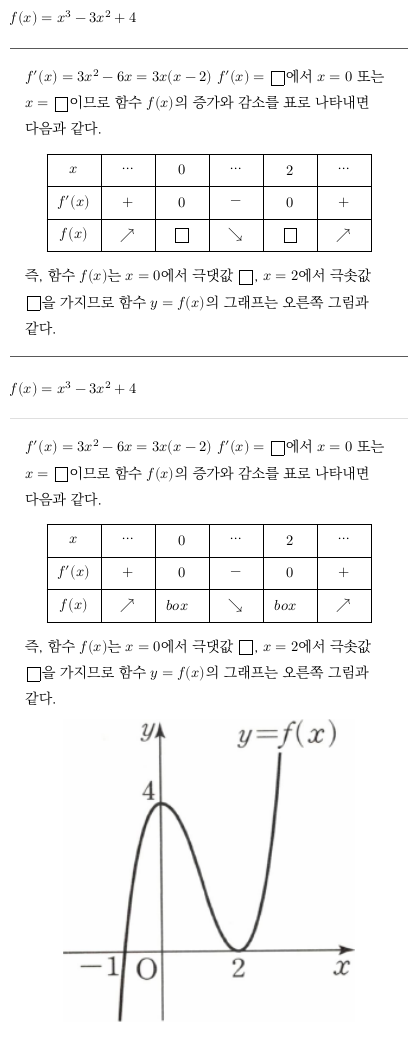 f(x) = x³ − 3x² + 4
f′(x) = 3x² − 6x = 3x(x − 2) f′(x) = □에서 x = 0 또는
x = □이므로 함수 f(x)의 증가와 감소를 표로 나타내면
다음과 같다.
x ⋯ 0 ⋯ 2 ⋯
f′(x) + 0 − 0 +
f(x) ↗ □ ↘ □ ↗
즉, 함수 f(x)는 x = 0에서 극댓값 □, x = 2에서 극솟값
□을 가지므로 함수 y = f(x)의 그래프는 오른쪽 그림과
같다.
f(x) = x³ − 3x² + 4
f′(x) = 3x² − 6x = 3x(x − 2) f′(x) = □에서 x = 0 또는
x = □이므로 함수 f(x)의 증가와 감소를 표로 나타내면
다음과 같다.
x ⋯ 0 ⋯ 2 ⋯
f′(x) + 0 − 0 +
f(x) ↗ box ↘ box ↗
즉, 함수 f(x)는 x = 0에서 극댓값 □, x = 2에서 극솟값
□을 가지므로 함수 y = f(x)의 그래프는 오른쪽 그림과
같다.
y y=f(x)
4
−1 O 2 x